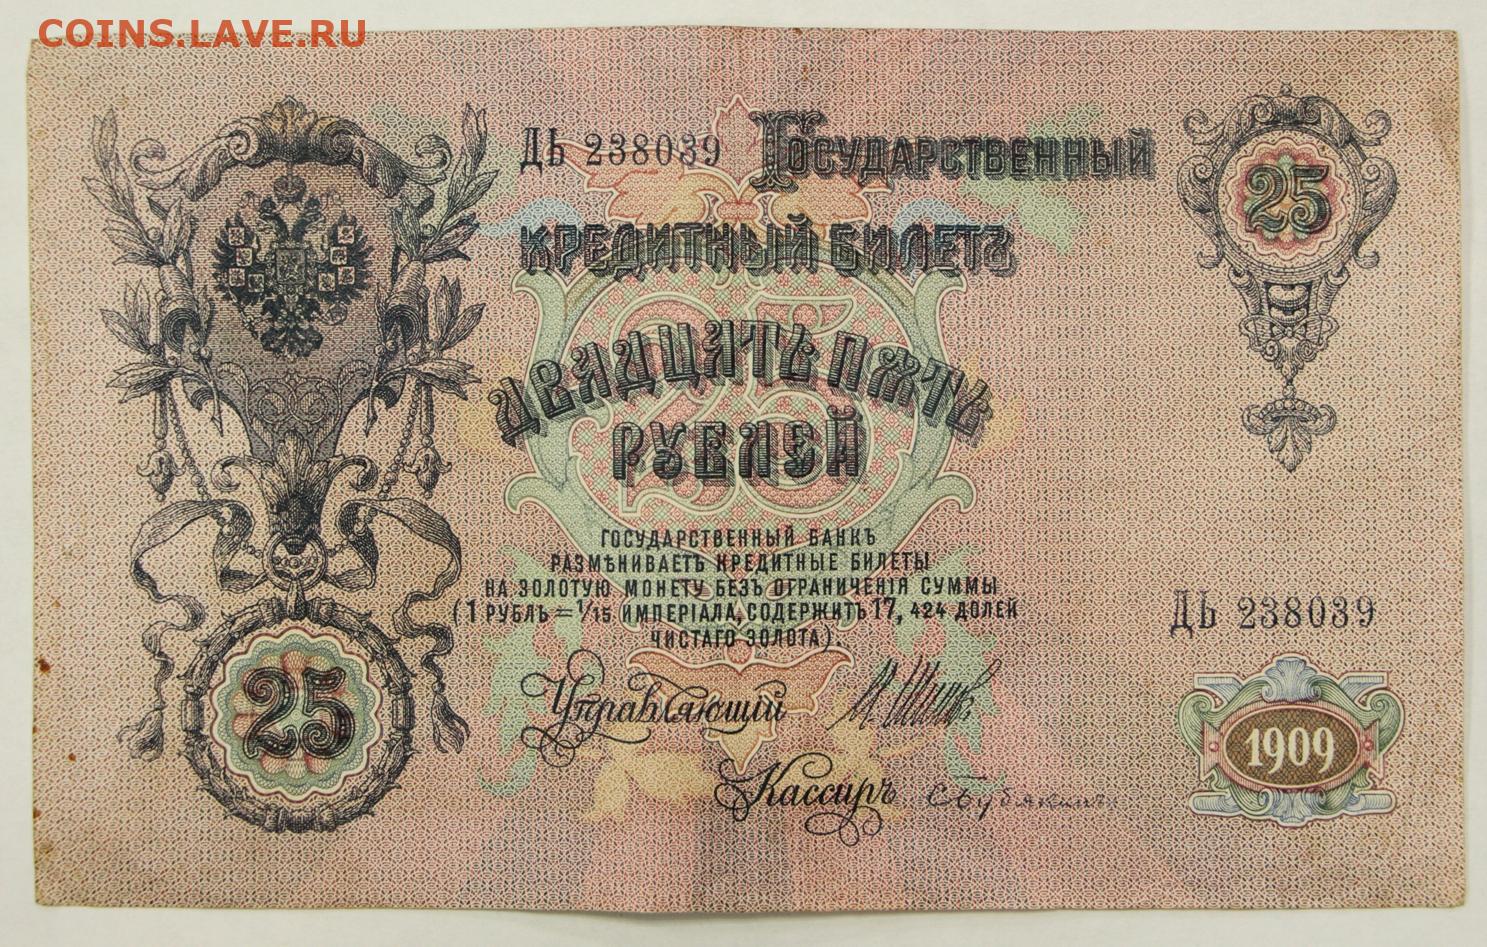 COINS.LAVE.RU
ДЬ 238039 Государственный
кредитный билетъ
двадцать пять
рублей
25
25
25
Государственный банкъ
размѣниваетъ кредитные билеты
на золотую монету безъ ограниченія суммы
(1 рубль = 1/15 имперіала, содержитъ 17,424 долей
чистаго золота).
ДЬ 238039
Управляющий
Кассиръ
1909